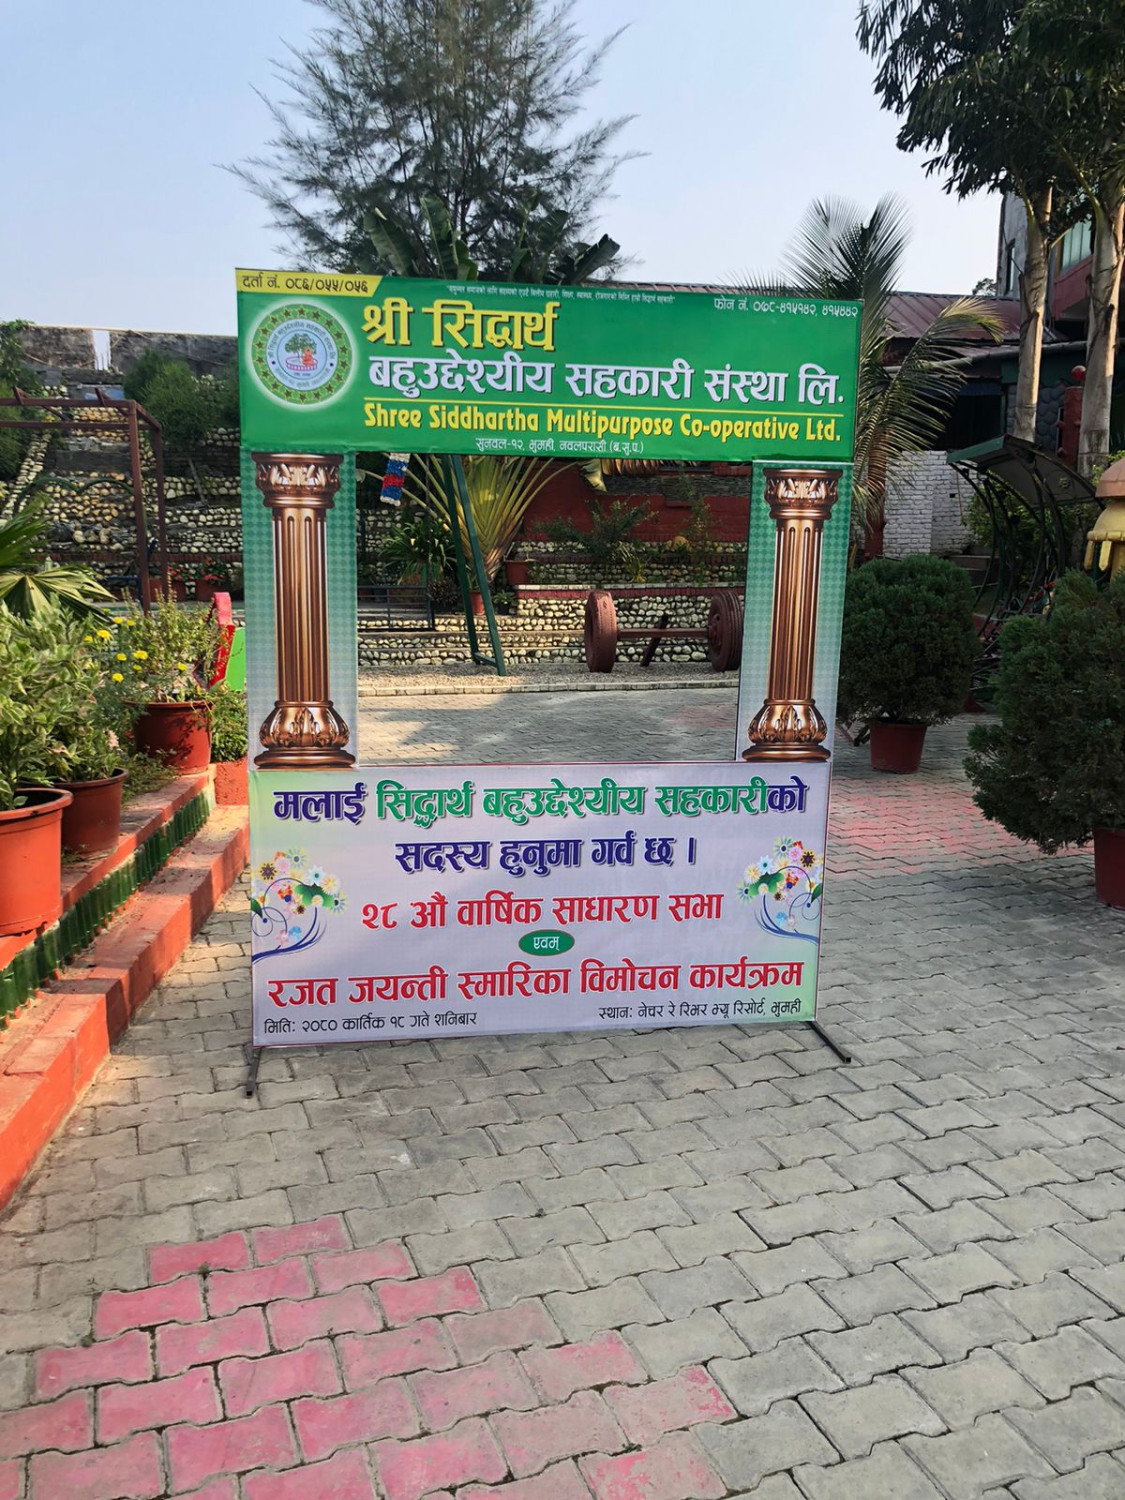 दर्ता नं. ०८६/०५५/०५६
फोन नं. ०७८-४१५१४२, ४१५४४२
श्री सिद्धार्थ
बहुउद्देश्यीय सहकारी संस्था लि.
Shree Siddhartha Multipurpose Co-operative Ltd.
सुनवल-१२, भुमही, नवलपरासी (ब.सु.प.)
मलाई सिद्धार्थ बहुउद्देश्यीय सहकारीको
सदस्य हुनुमा गर्व छ ।
२८ औं वार्षिक साधारण सभा
एवम्
रजत जयन्ती स्मारिका विमोचन कार्यक्रम
मितिः २०८० कार्तिक १८ गते शनिबार
स्थानः नेचर रे रिभर भ्यू रिसोर्ट, भुमही